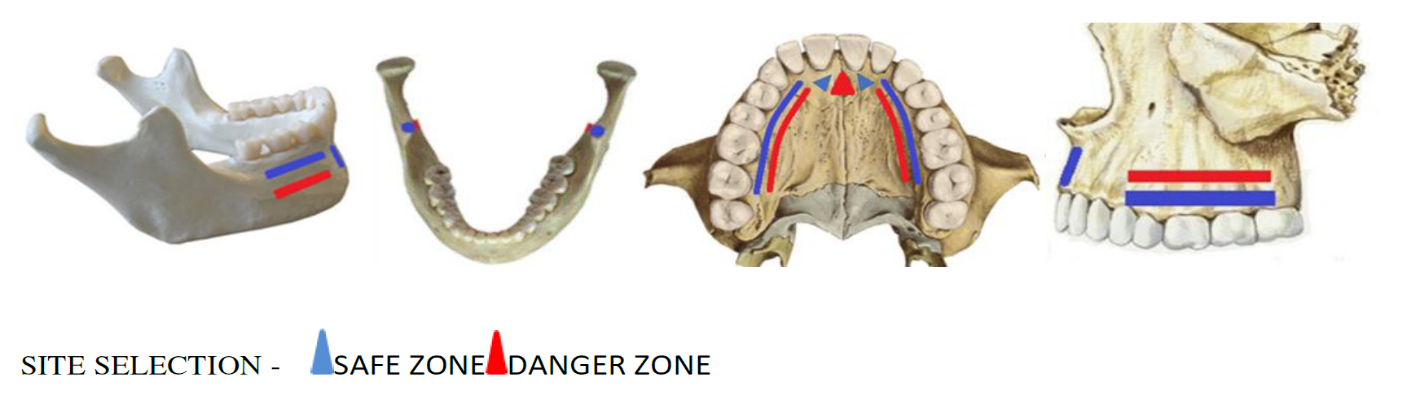 SITE SELECTION - SAFE ZONE DANGER ZONE